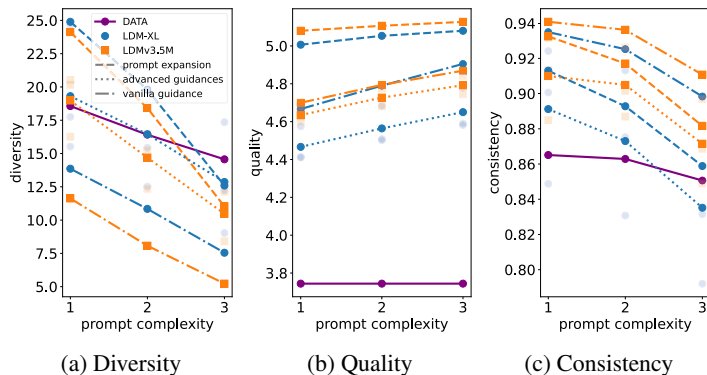 DATA
LDM-XL
LDMv3.5M
prompt expansion
advanced guidances
vanilla guidance
25.0
22.5
20.0
17.5
15.0
12.5
10.0
7.5
5.0
diversity
1 2 3
prompt complexity
(a) Diversity
5.0
4.8
4.6
4.4
4.2
4.0
3.8
quality
1 2 3
prompt complexity
(b) Quality
0.94
0.92
0.90
0.88
0.86
0.84
0.82
0.80
consistency
1 2 3
prompt complexity
(c) Consistency